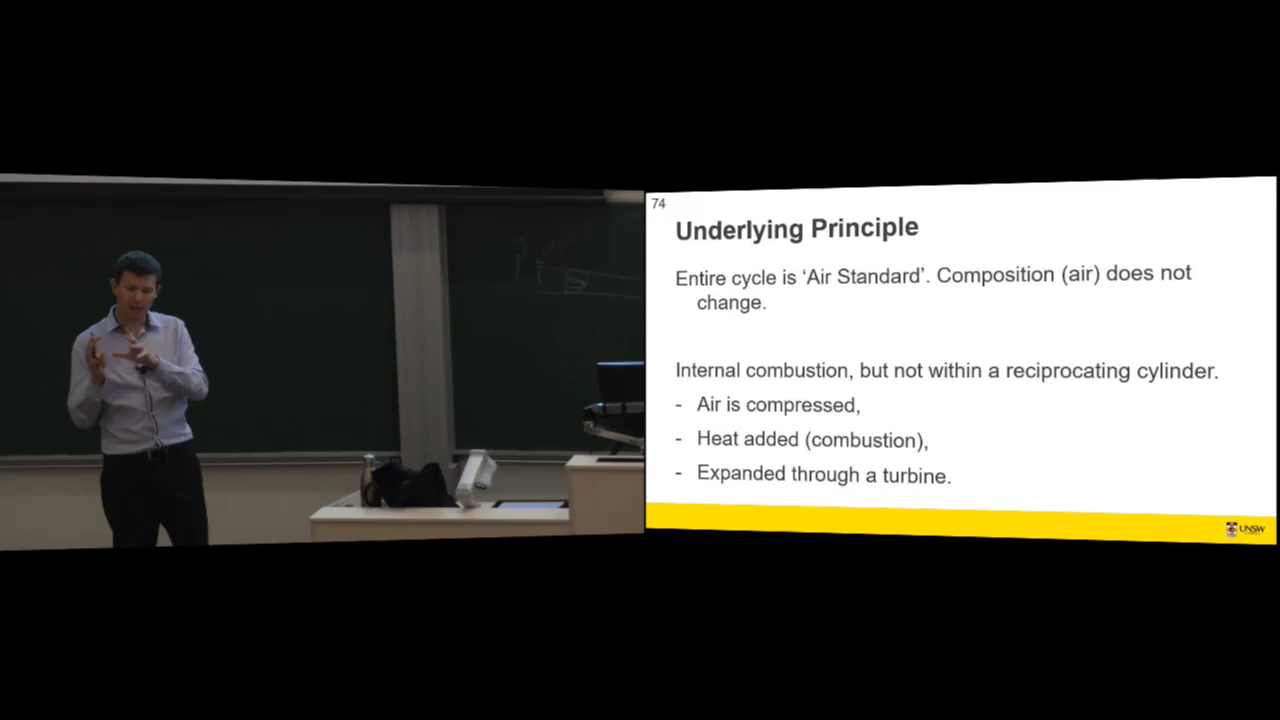 74
Underlying Principle
Entire cycle is ‘Air Standard’. Composition (air) does not
change.
Internal combustion, but not within a reciprocating cylinder.
- Air is compressed,
- Heat added (combustion),
- Expanded through a turbine.
UNSW